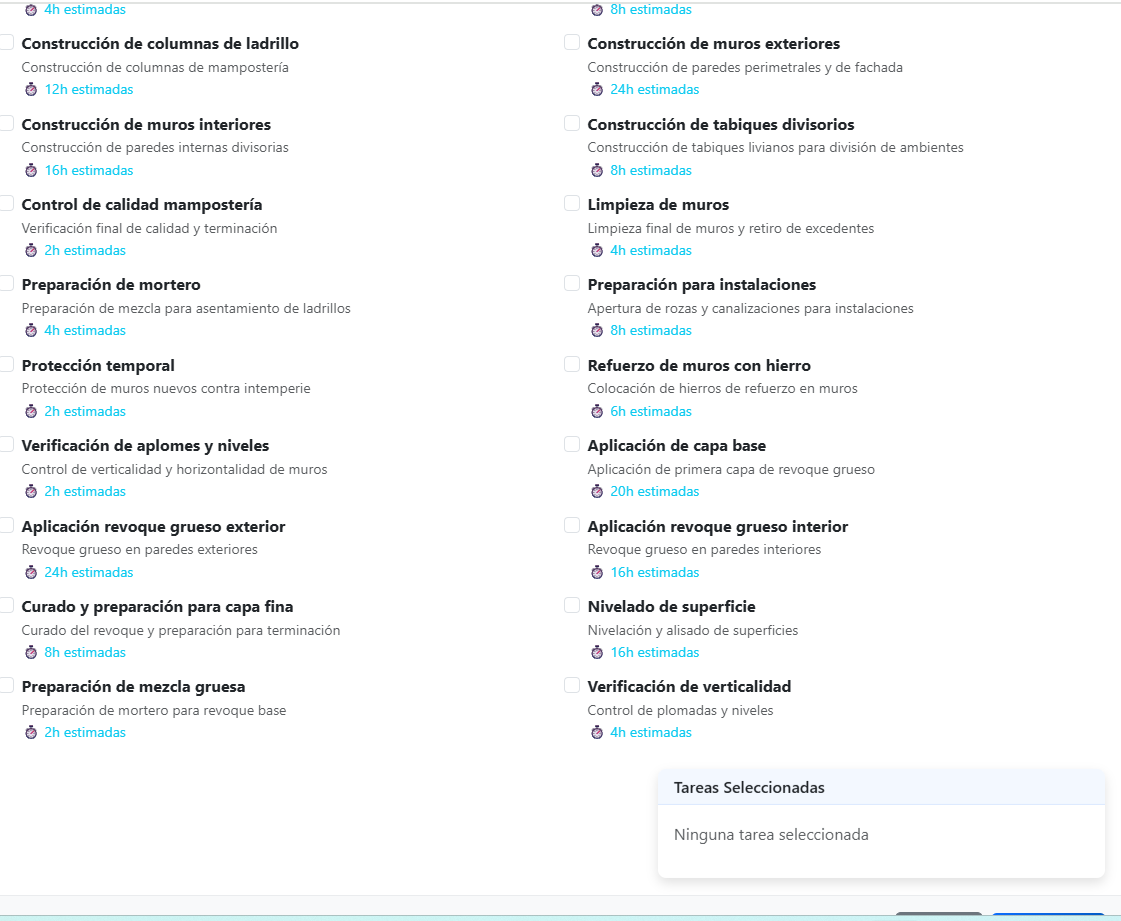 4h estimadas
8h estimadas
Construcción de columnas de ladrillo
Construcción de columnas de mampostería
12h estimadas
Construcción de muros exteriores
Construcción de paredes perimetrales y de fachada
24h estimadas
Construcción de muros interiores
Construcción de paredes internas divisorias
16h estimadas
Construcción de tabiques divisorios
Construcción de tabiques livianos para división de ambientes
8h estimadas
Control de calidad mampostería
Verificación final de calidad y terminación
2h estimadas
Limpieza de muros
Limpieza final de muros y retiro de excedentes
4h estimadas
Preparación de mortero
Preparación de mezcla para asentamiento de ladrillos
4h estimadas
Preparación para instalaciones
Apertura de rozas y canalizaciones para instalaciones
8h estimadas
Protección temporal
Protección de muros nuevos contra intemperie
2h estimadas
Refuerzo de muros con hierro
Colocación de hierros de refuerzo en muros
6h estimadas
Verificación de aplomes y niveles
Control de verticalidad y horizontalidad de muros
2h estimadas
Aplicación de capa base
Aplicación de primera capa de revoque grueso
20h estimadas
Aplicación revoque grueso exterior
Revoque grueso en paredes exteriores
24h estimadas
Aplicación revoque grueso interior
Revoque grueso en paredes interiores
16h estimadas
Curado y preparación para capa fina
Curado del revoque y preparación para terminación
8h estimadas
Nivelado de superficie
Nivelación y alisado de superficies
16h estimadas
Preparación de mezcla gruesa
Preparación de mortero para revoque base
2h estimadas
Verificación de verticalidad
Control de plomadas y niveles
4h estimadas
Tareas Seleccionadas
Ninguna tarea seleccionada